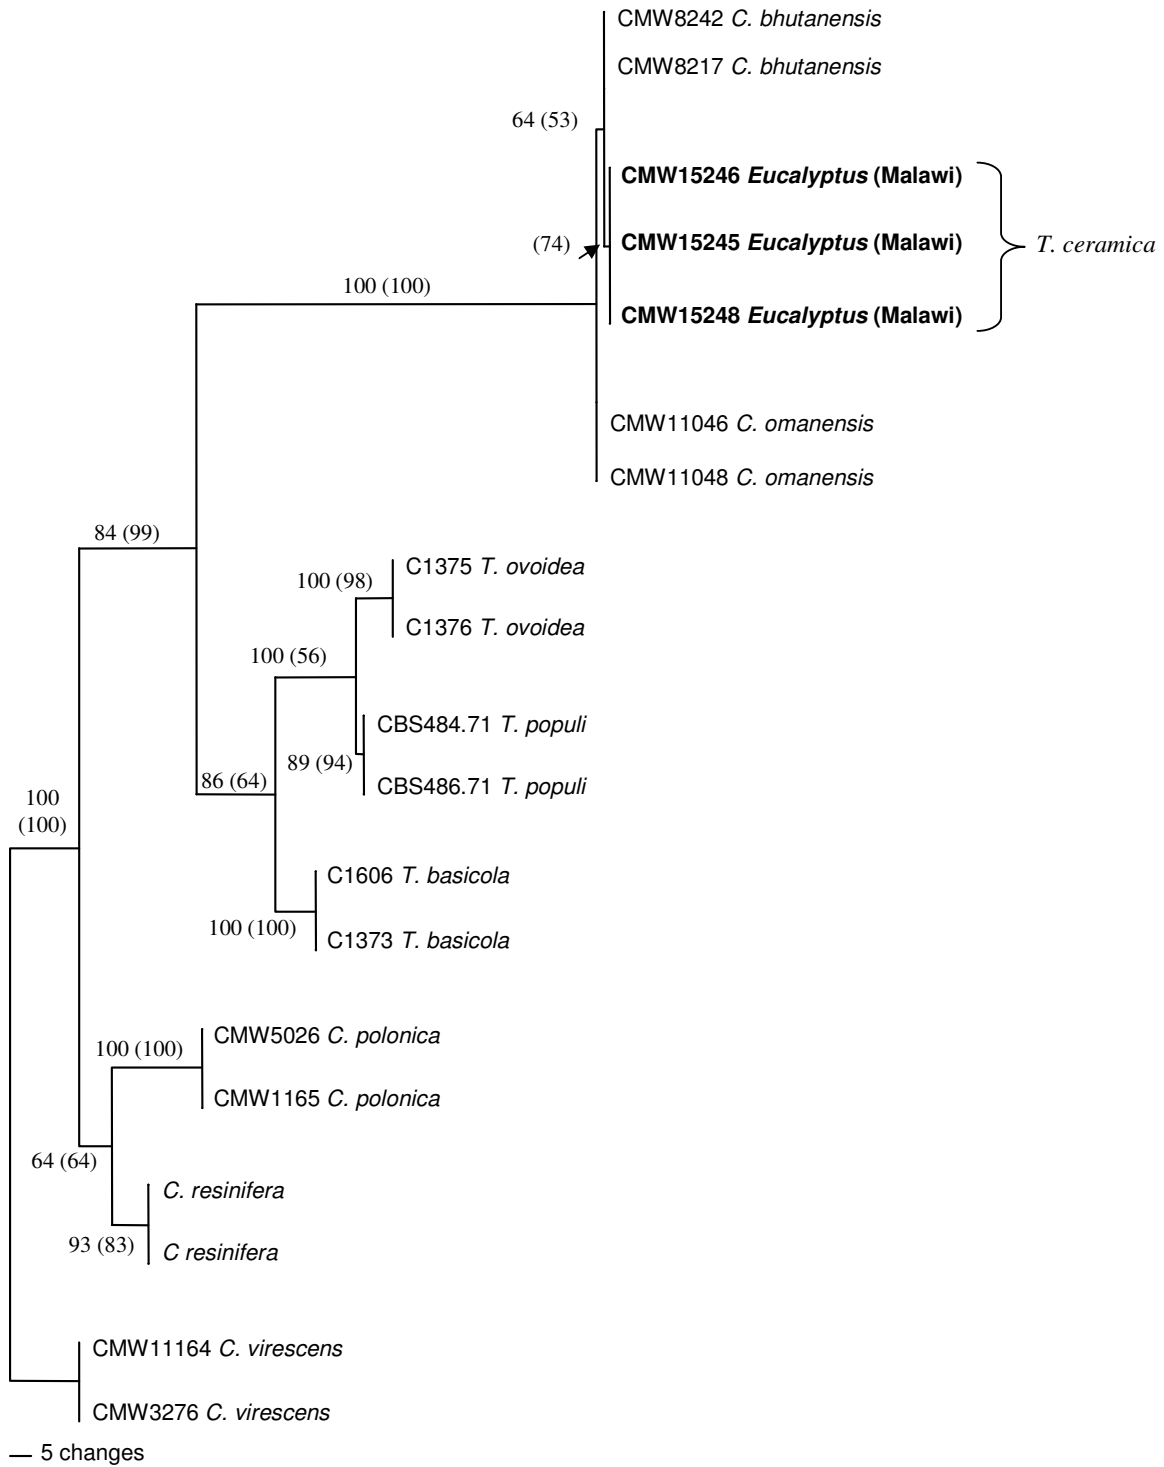 CMW8242 C. bhutanensis
CMW8217 C. bhutanensis
64 (53)
CMW15246 Eucalyptus (Malawi)
(74)
CMW15245 Eucalyptus (Malawi)
T. ceramica
100 (100)
CMW15248 Eucalyptus (Malawi)
CMW11046 C. omanensis
CMW11048 C. omanensis
84 (99)
C1375 T. ovoidea
100 (98)
C1376 T. ovoidea
100 (56)
CBS484.71 T. populi
89 (94)
86 (64)
CBS486.71 T. populi
100
(100)
C1606 T. basicola
100 (100)
C1373 T. basicola
CMW5026 C. polonica
100 (100)
CMW1165 C. polonica
64 (64)
C. resinifera
93 (83)
C resinifera
CMW11164 C. virescens
CMW3276 C. virescens
5 changes